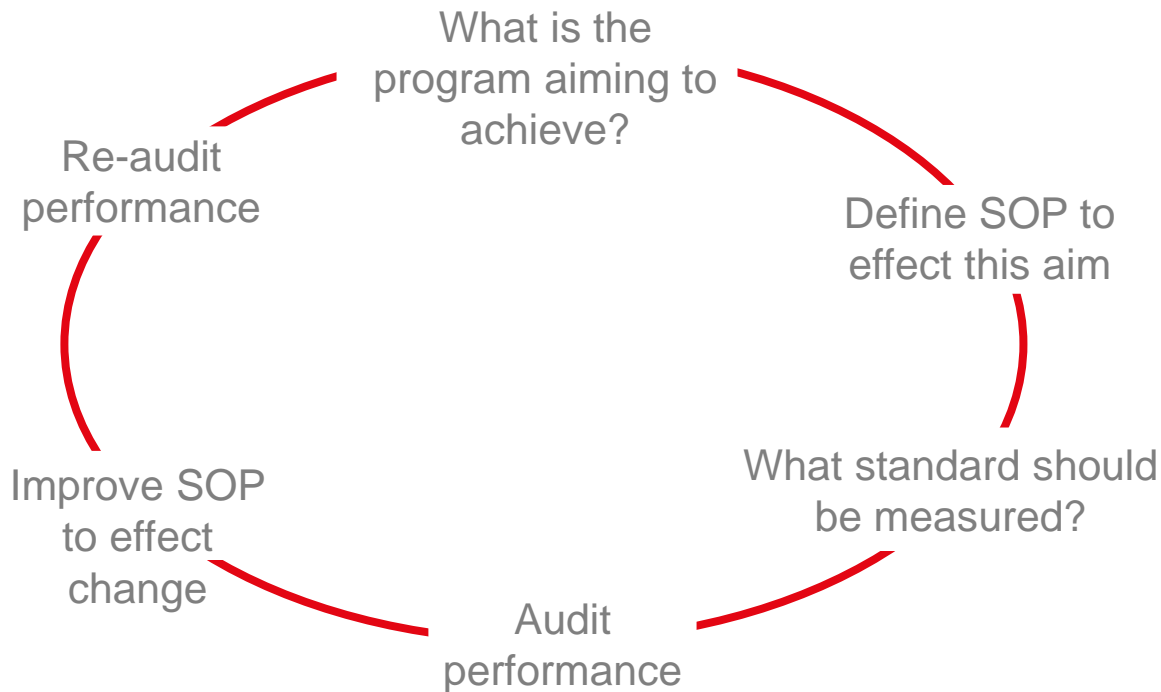 What is the
program aiming to
achieve?
Define SOP to
effect this aim
What standard should
be measured?
Audit
performance
Improve SOP
to effect
change
Re-audit
performance